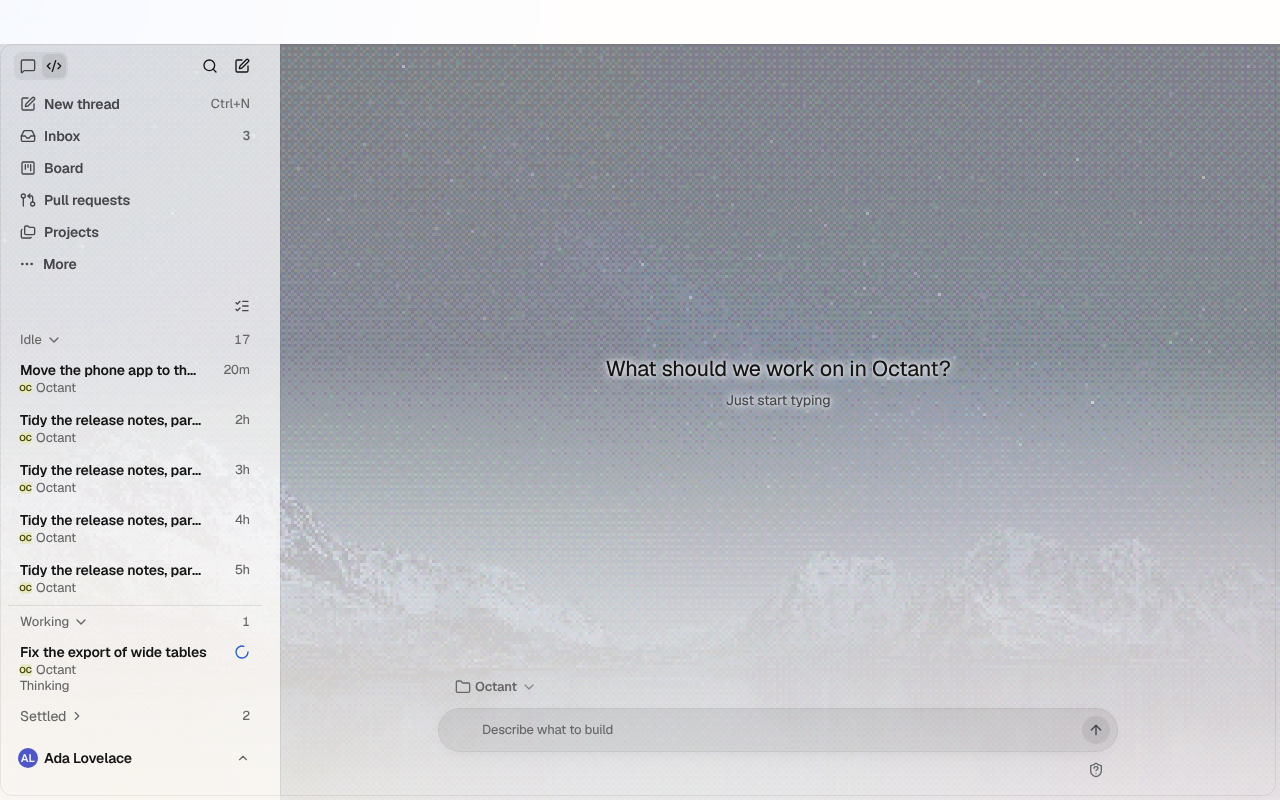 New thread Ctrl+N
Inbox 3
Board
Pull requests
Projects
More
Idle 17
Move the phone app to th... 20m
OC Octant
Tidy the release notes, par... 2h
OC Octant
Tidy the release notes, par... 3h
OC Octant
Tidy the release notes, par... 4h
OC Octant
Tidy the release notes, par... 5h
OC Octant
Working 1
Fix the export of wide tables
OC Octant
Thinking
Settled 2
AL Ada Lovelace
What should we work on in Octant?
Just start typing
Octant
Describe what to build